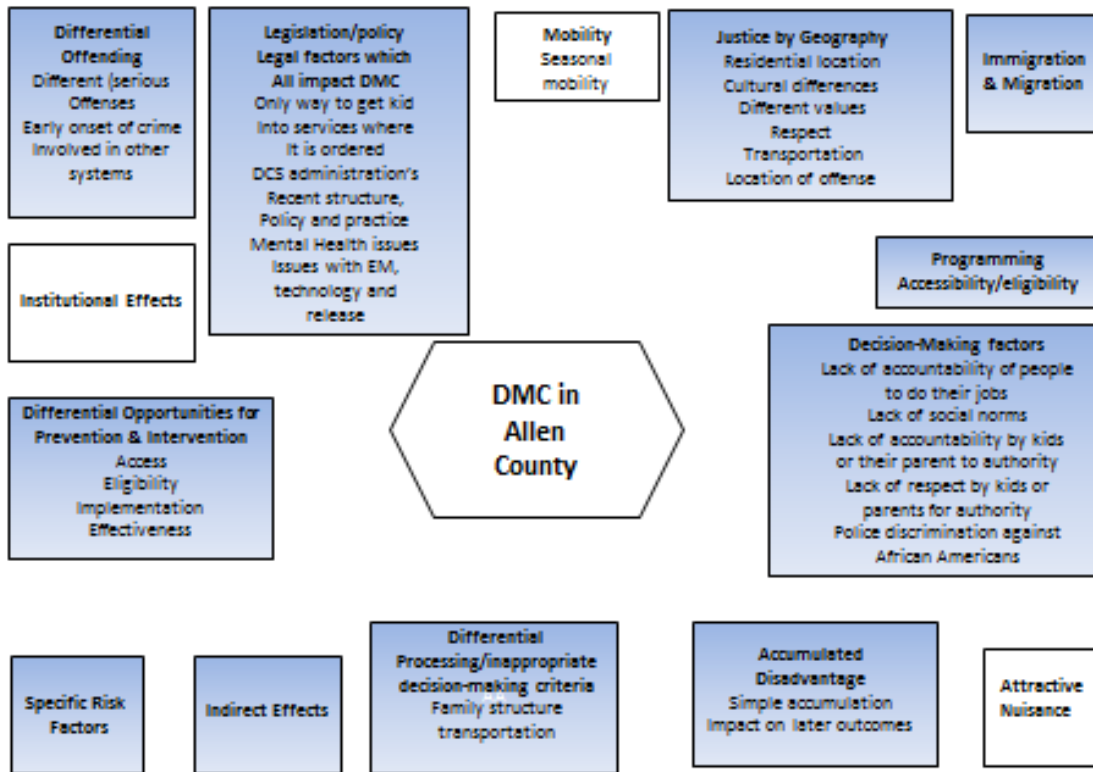 Differential
Offending
Different (serious
Offenses
Early onset of crime
Involved in other
systems
Legislation/policy
Legal factors which
All impact DMC
Only way to get kid
Into services where
It is ordered
DCS administration's
Recent structure,
Policy and practice
Mental Health issues
Issues with EM,
technology and
release
Mobility
Seasonal
mobility
Justice by Geography
Residential location
Cultural differences
Different values
Respect
Transportation
Location of offense
Immigration
& Migration
Institutional Effects
Programming
Accessibility/eligibility
Decision-Making factors
Lack of accountability of people
to do their jobs
Lack of social norms
Lack of accountability by kids
or their parent to authority
Lack of respect by kids or
parents for authority
Police discrimination against
African Americans
DMC in
Allen
County
Differential Opportunities for
Prevention & Intervention
Access
Eligibility
Implementation
Effectiveness
Specific Risk
Factors
Indirect Effects
Differential
Processing/inappropriate
decision-making criteria
Family structure
transportation
Accumulated
Disadvantage
Simple accumulation
Impact on later outcomes
Attractive
Nuisance